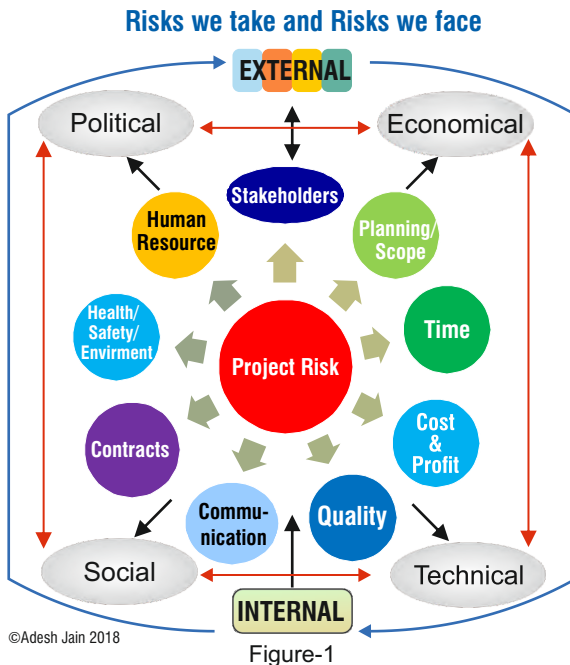 Risks we take and Risks we face
EXTERNAL
Political
Economical
Stakeholders
Human
Resource
Planning/
Scope
Health/
Safety/
Envirment
Time
Project Risk
Contracts
Cost
&
Profit
Commu-
nication
Quality
Social
Technical
INTERNAL
©Adesh Jain 2018
Figure-1